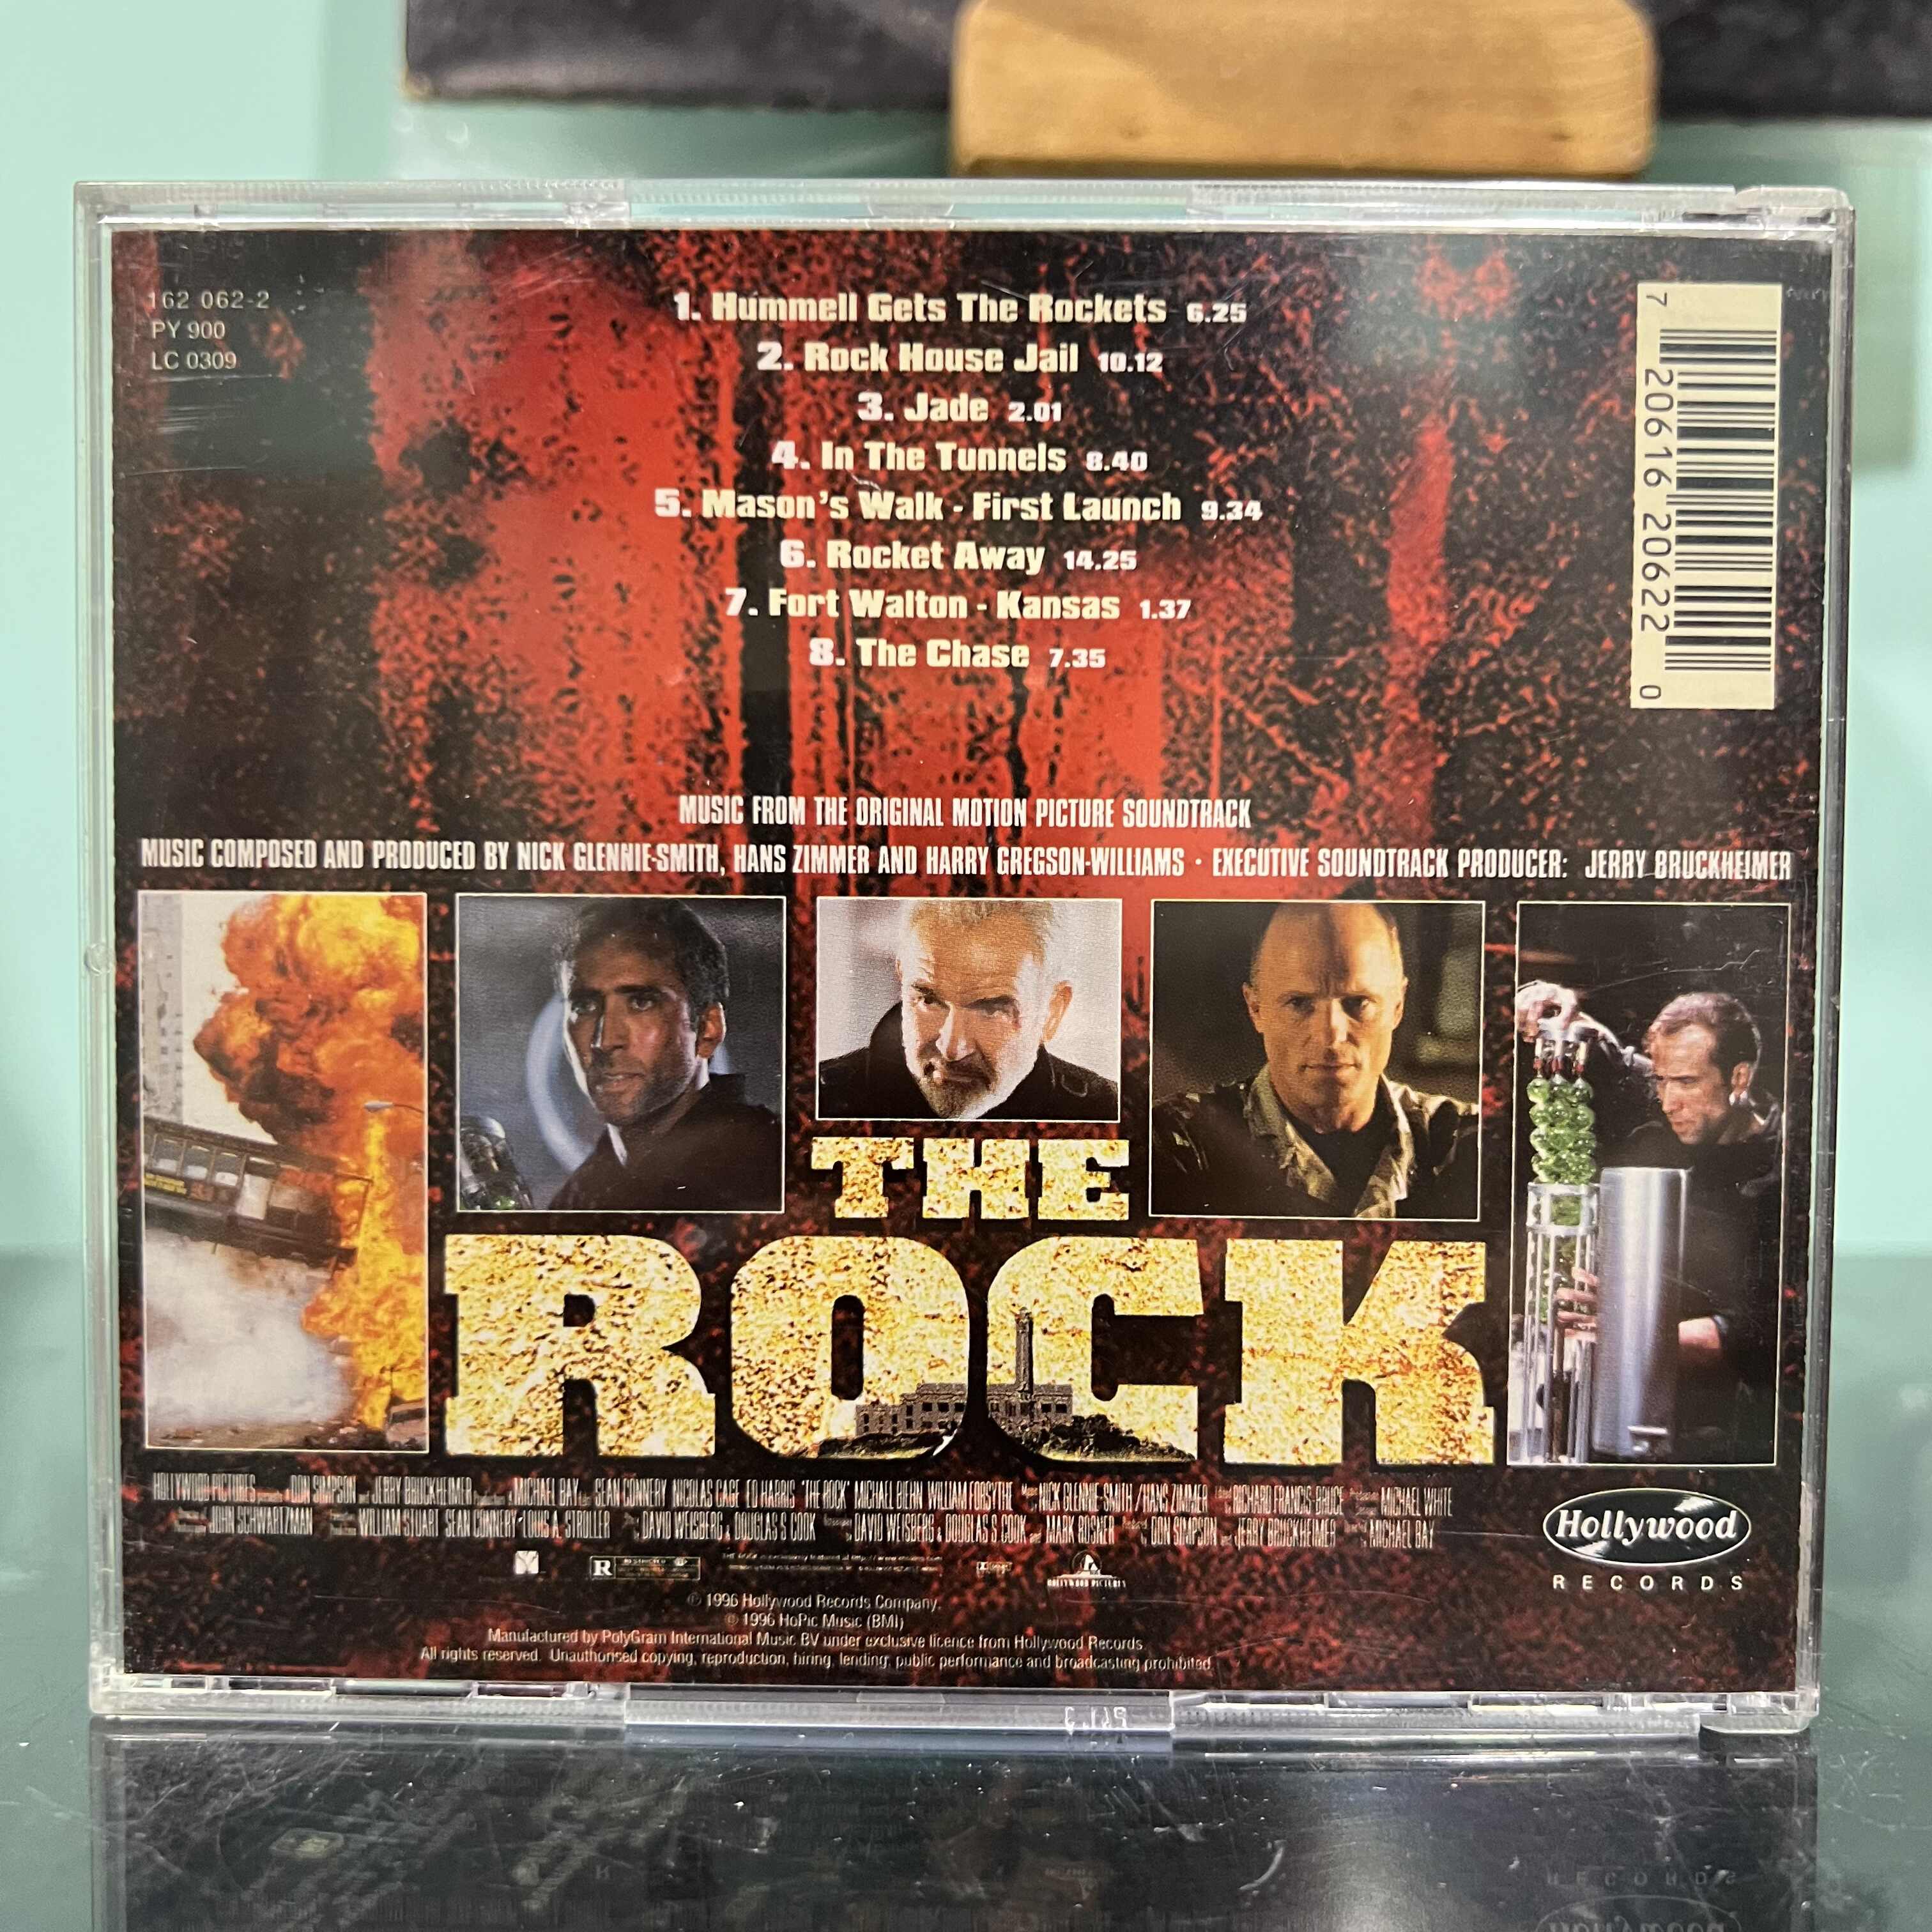 162 062-2
PY 900
LC 0309
1. Hummell Gets The Rockets 6.25
2. Rock House Jail 10.12
3. Jade 2.01
4. In The Tunnels 8.40
5. Mason's Walk - First Launch 9.34
6. Rocket Away 14.25
7. Fort Walton - Kansas 1.37
8. The Chase 7.35
7 20616 20622 0
MUSIC FROM THE ORIGINAL MOTION PICTURE SOUNDTRACK
MUSIC COMPOSED AND PRODUCED BY NICK GLENNIE-SMITH, HANS ZIMMER AND HARRY GREGSON-WILLIAMS · EXECUTIVE SOUNDTRACK PRODUCER: JERRY BRUCKHEIMER
THE
ROCK
HOLLYWOOD PICTURES DON SIMPSON JERRY BRUCKHEIMER MICHAEL BAY SEAN CONNERY NICOLAS CAGE ED HARRIS "THE ROCK" MICHAEL BIEHN WILLIAM FORSYTHE NICK GLENNIE-SMITH / HANS ZIMMER RICHARD FRANCIS-BRUCE MICHAEL WHITE
JOHN SCHWARTZMAN WILLIAM STUART SEAN CONNERY LOUIS A. STROLLER DAVID WEISBERG & DOUGLAS S. COOK DAVID WEISBERG & DOUGLAS S. COOK MARK ROSNER DON SIMPSON JERRY BRUCKHEIMER MICHAEL BAY
R RESTRICTED
HOLLYWOOD PICTURES
Hollywood
RECORDS
℗ 1996 Hollywood Records Company.
© 1996 HoPic Music (BMI)
Manufactured by PolyGram International Music BV under exclusive licence from Hollywood Records.
All rights reserved. Unauthorised copying, reproduction, hiring, lending, public performance and broadcasting prohibited.